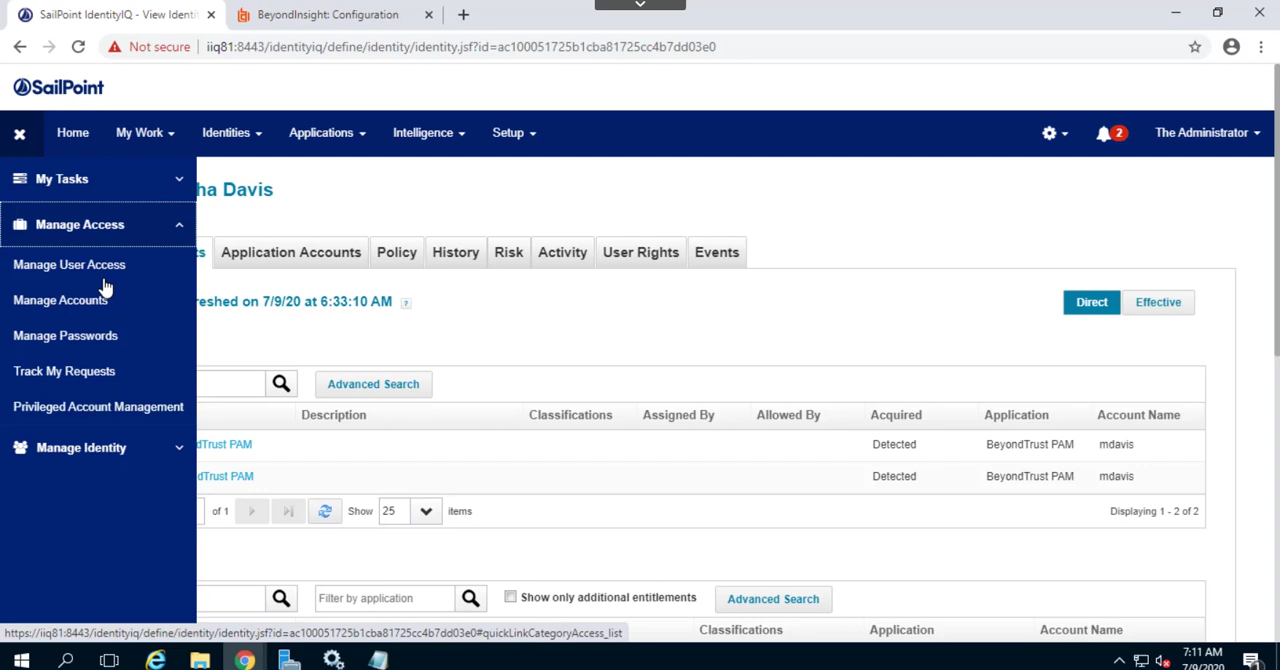 SailPoint IdentityIQ - View Identi
BeyondInsight: Configuration
Not secure
iiq81:8443/identityiq/define/identity/identity.jsf?id=ac100051725b1cba81725cc4b7dd03e0
SailPoint
Home
My Work
Identities
Applications
Intelligence
Setup
2
The Administrator
My Tasks
ha Davis
Manage Access
s
Application Accounts
Policy
History
Risk
Activity
User Rights
Events
Manage User Access
Manage Accounts
reshed on 7/9/20 at 6:33:10 AM
?
Direct
Effective
Manage Passwords
Track My Requests
Advanced Search
Privileged Account Management
Description
Classifications
Assigned By
Allowed By
Acquired
Application
Account Name
Manage Identity
dTrust PAM
Detected
BeyondTrust PAM
mdavis
dTrust PAM
Detected
BeyondTrust PAM
mdavis
of 1
Show
25
items
Displaying 1 - 2 of 2
Filter by application
Show only additional entitlements
Advanced Search
Classifications
Application
Account Name
https://iiq81:8443/identityiq/define/identity/identity.jsf?id=ac100051725b1cba81725cc4b7dd03e0#quickLinkCategoryAccess_list
7:11 AM
7/9/2020
1